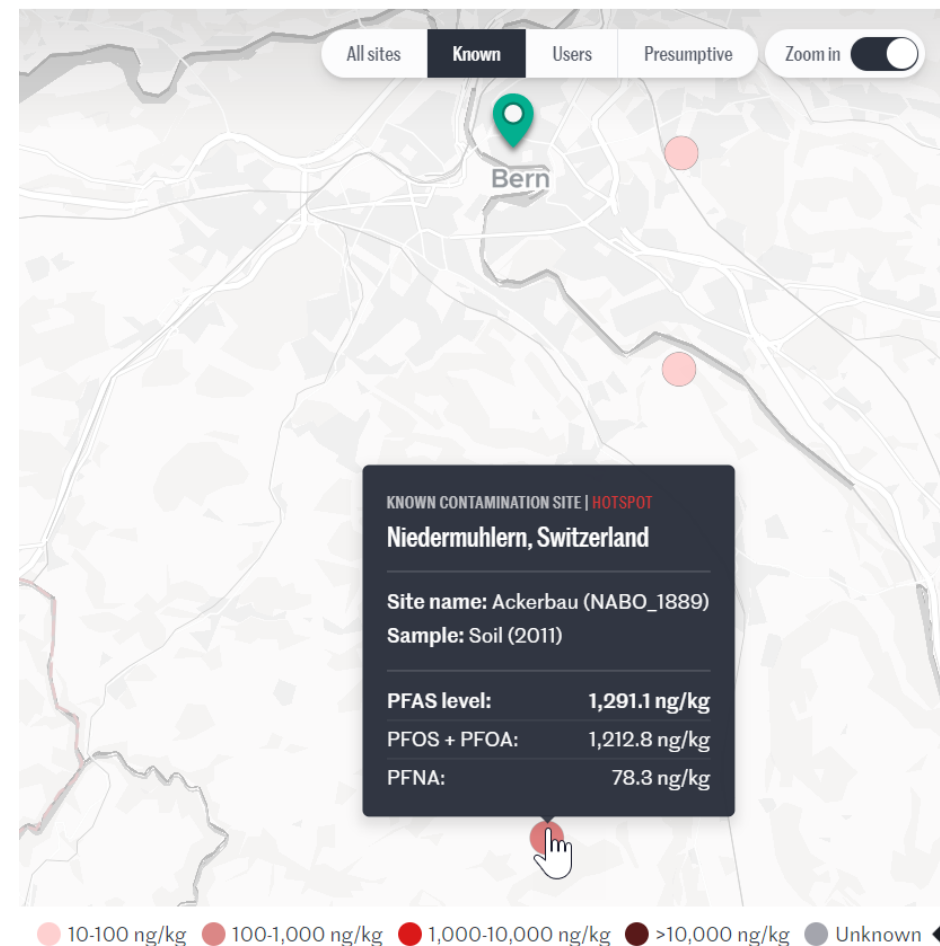 All sites Known Users Presumptive Zoom in
Bern
KNOWN CONTAMINATION SITE | HOTSPOT
Niedermuhlern, Switzerland
Site name: Ackerbau (NABO_1889)
Sample: Soil (2011)
PFAS level: 1,291.1 ng/kg
PFOS + PFOA: 1,212.8 ng/kg
PFNA: 78.3 ng/kg
10-100 ng/kg 100-1,000 ng/kg 1,000-10,000 ng/kg >10,000 ng/kg Unknown